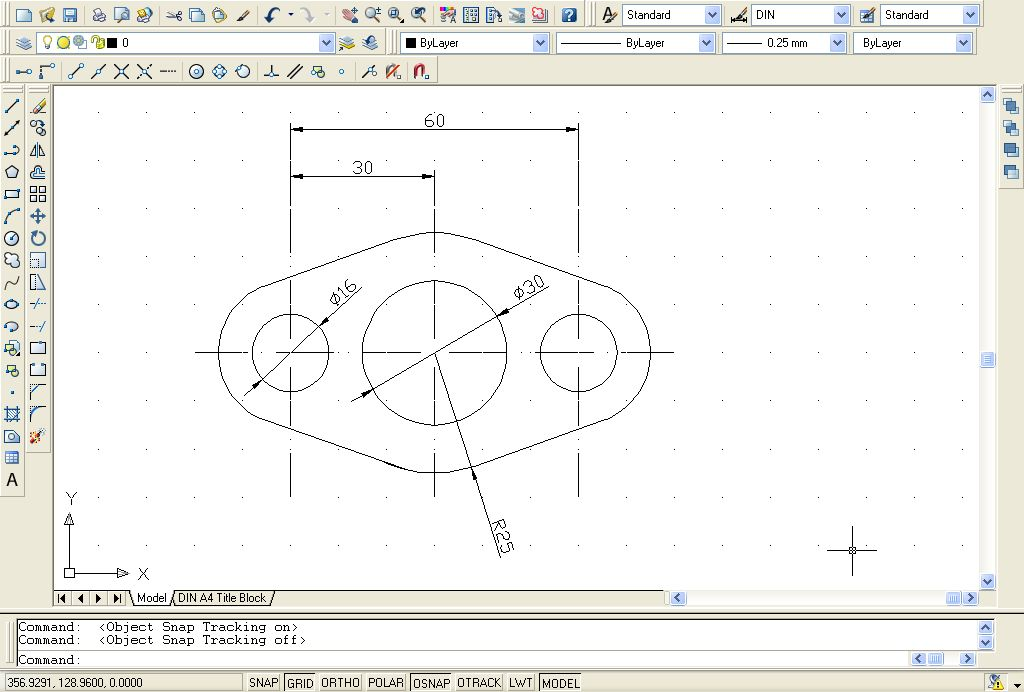 Standard DIN Standard
0 ByLayer ByLayer 0.25 mm ByLayer
60
30
ø16
ø30
R25
Y
X
A
Model DIN A4 Title Block
Command: <Object Snap Tracking on>
Command: <Object Snap Tracking off>
Command:
356.9291, 128.9600, 0.0000 SNAP GRID ORTHO POLAR OSNAP OTRACK LWT MODEL